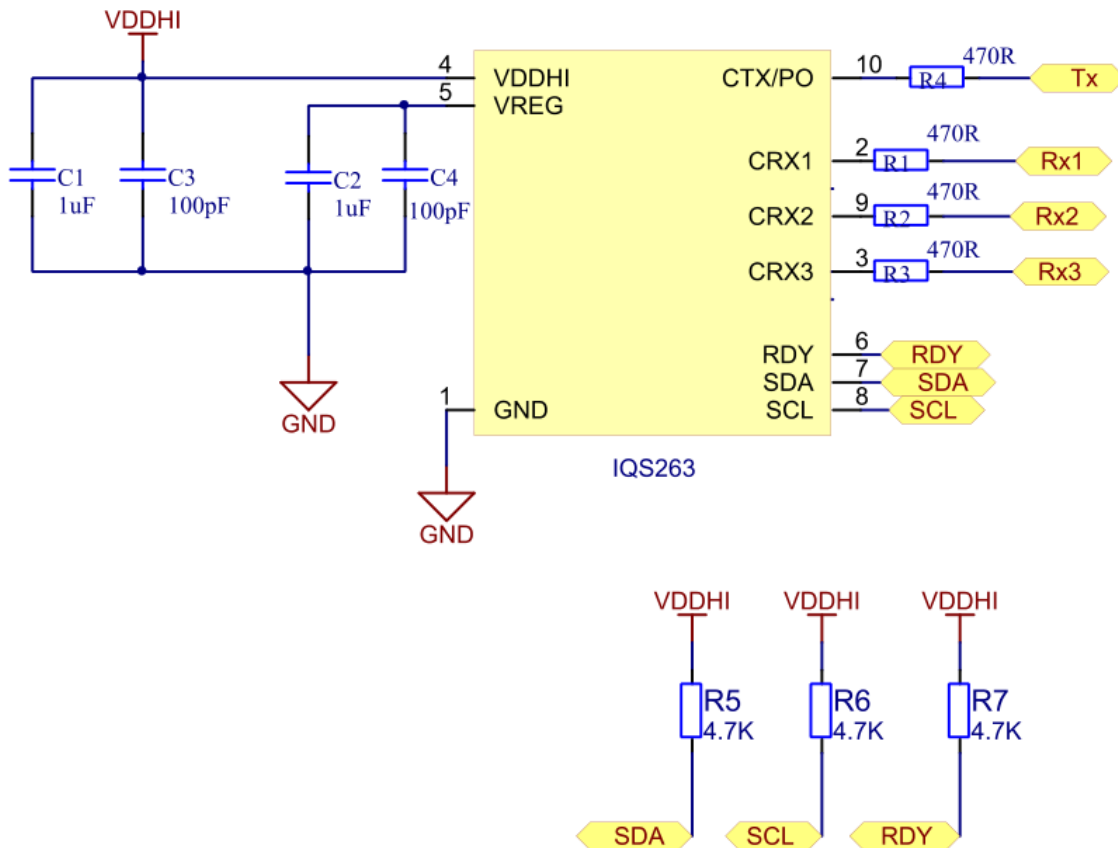 VDDHI
4 VDDHI CTX/PO 10 R4 470R Tx
5 VREG
C1 1uF
C3 100pF
C2 1uF
C4 100pF
CRX1 2 R1 470R Rx1
CRX2 9 R2 470R Rx2
CRX3 3 R3 470R Rx3
RDY 6 RDY
SDA 7 SDA
1 GND SCL 8 SCL
GND
GND
IQS263
VDDHI VDDHI VDDHI
R5 R6 R7
4.7K 4.7K 4.7K
SDA SCL RDY